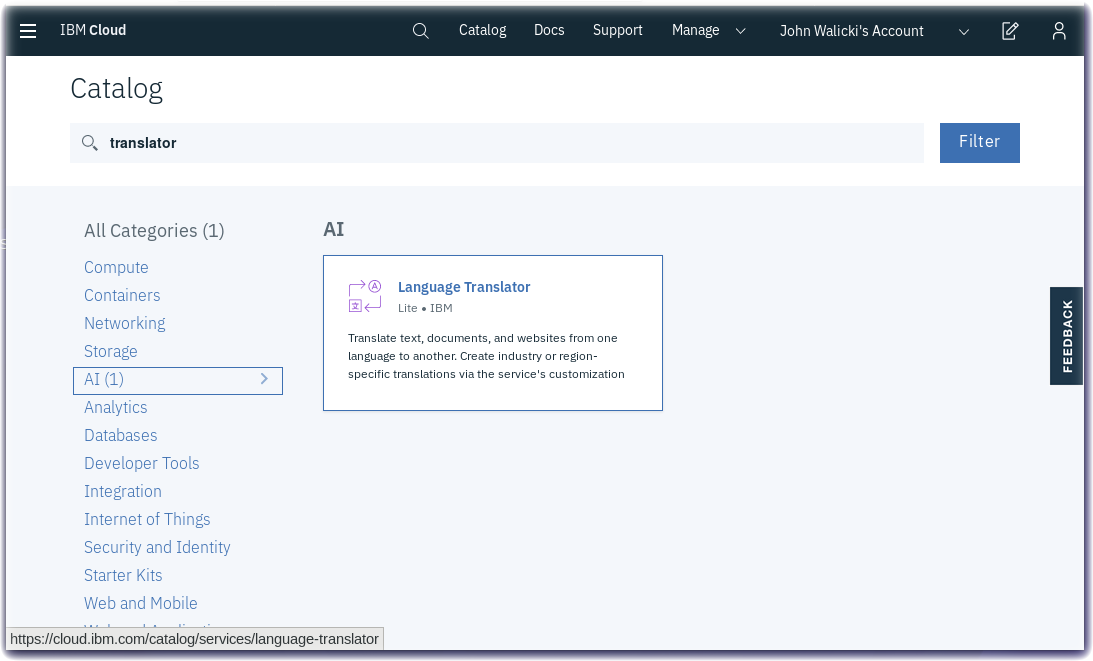 IBM Cloud
Catalog
Docs
Support
Manage
John Walicki's Account
Catalog
translator
Filter
All Categories (1)
Compute
Containers
Networking
Storage
AI (1)
Analytics
Databases
Developer Tools
Integration
Internet of Things
Security and Identity
Starter Kits
Web and Mobile
AI
Language Translator
Lite • IBM
Translate text, documents, and websites from one
language to another. Create industry or region-
specific translations via the service's customization
FEEDBACK
https://cloud.ibm.com/catalog/services/language-translator